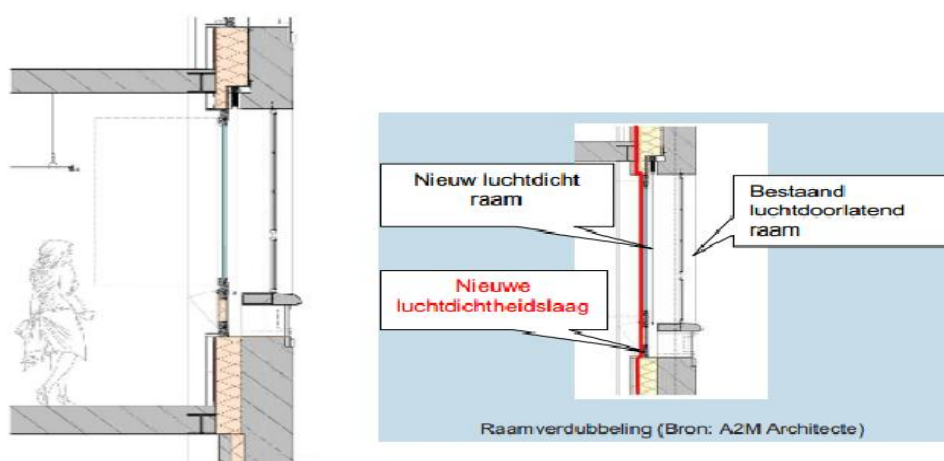 Nieuw luchtdicht
raam
Bestaand
luchtdoorlatend
raam
Nieuwe
luchtdichtheidslaag
Raamverdubbeling (Bron: A2M Architecte)